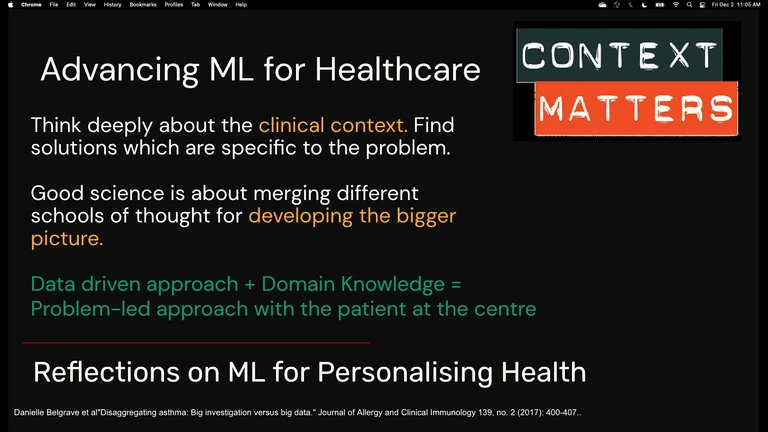 Chrome File Edit View History Bookmarks Profiles Tab Window Help Fri Dec 2 11:05 AM
Advancing ML for Healthcare
CONTEXT
MATTERS
Think deeply about the clinical context. Find
solutions which are specific to the problem.
Good science is about merging different
schools of thought for developing the bigger
picture.
Data driven approach + Domain Knowledge =
Problem-led approach with the patient at the centre
Reflections on ML for Personalising Health
Danielle Belgrave et al"Disaggregating asthma: Big investigation versus big data." Journal of Allergy and Clinical Immunology 139, no. 2 (2017): 400-407..